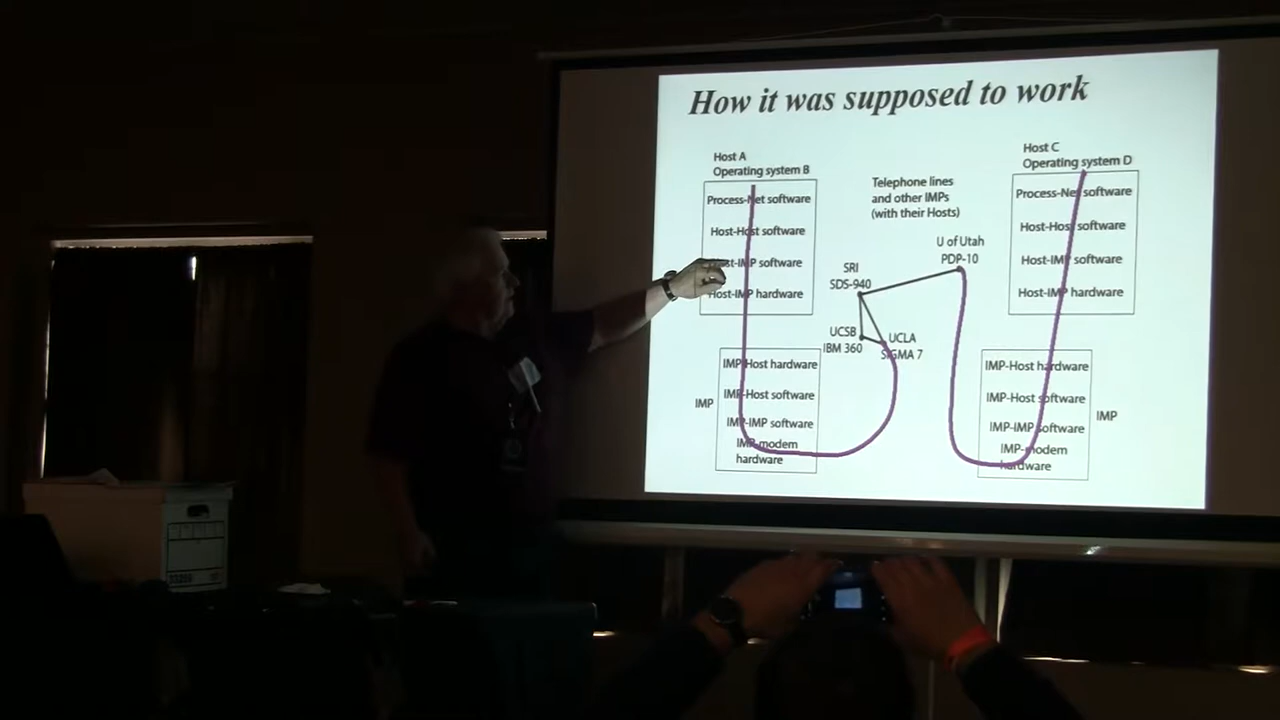 How it was supposed to work
Host A
Operating system B
Process-Net software
Host-Host software
Host-IMP software
Host-IMP hardware
IMP-Host hardware
IMP-Host software
IMP-IMP software
IMP-modem
hardware
IMP
Telephone lines
and other IMPs
(with their Hosts)
U of Utah
PDP-10
SRI
SDS-940
UCSB
IBM 360
UCLA
SIGMA 7
Host C
Operating system D
Process-Net software
Host-Host software
Host-IMP software
Host-IMP hardware
IMP-Host hardware
IMP-Host software
IMP-IMP software
IMP-modem
hardware
IMP